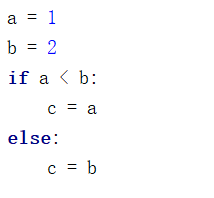 a = 1
b = 2
if a < b:
    c = a
else:
    c = b